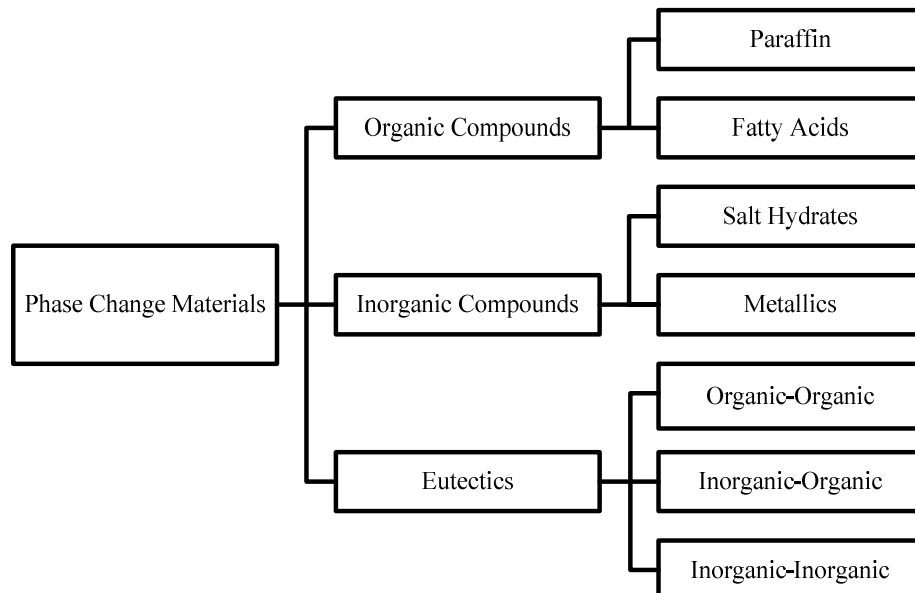 Paraffin
Organic Compounds
Fatty Acids
Salt Hydrates
Phase Change Materials
Inorganic Compounds
Metallics
Organic-Organic
Eutectics
Inorganic-Organic
Inorganic-Inorganic